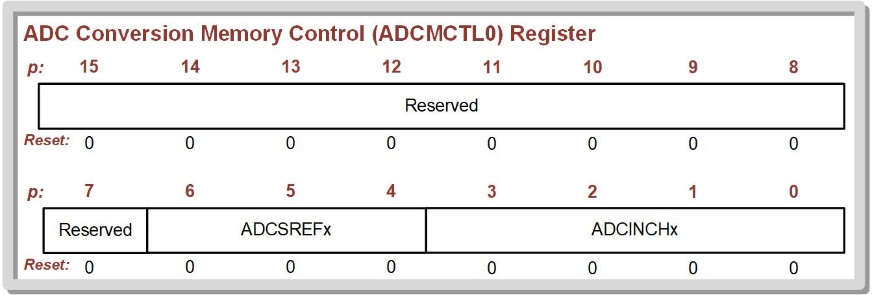 ADC Conversion Memory Control (ADCMCTL0) Register
p: 15 14 13 12 11 10 9 8
Reserved
Reset: 0 0 0 0 0 0 0 0
p: 7 6 5 4 3 2 1 0
Reserved ADCSREFx ADCINCHx
Reset: 0 0 0 0 0 0 0 0